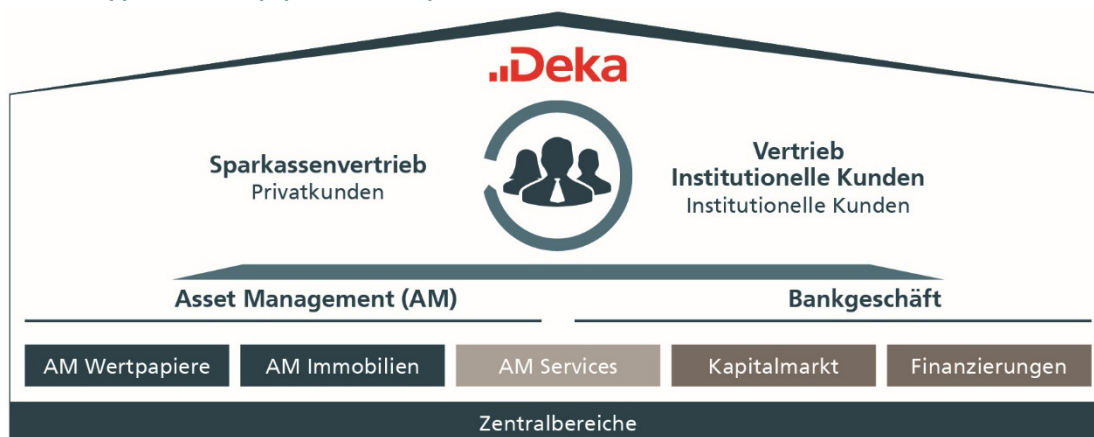 Deka
Sparkassenvertrieb
Privatkunden
Vertrieb
Institutionelle Kunden
Institutionelle Kunden
Asset Management (AM)
Bankgeschäft
AM Wertpapiere
AM Immobilien
AM Services
Kapitalmarkt
Finanzierungen
Zentralbereiche